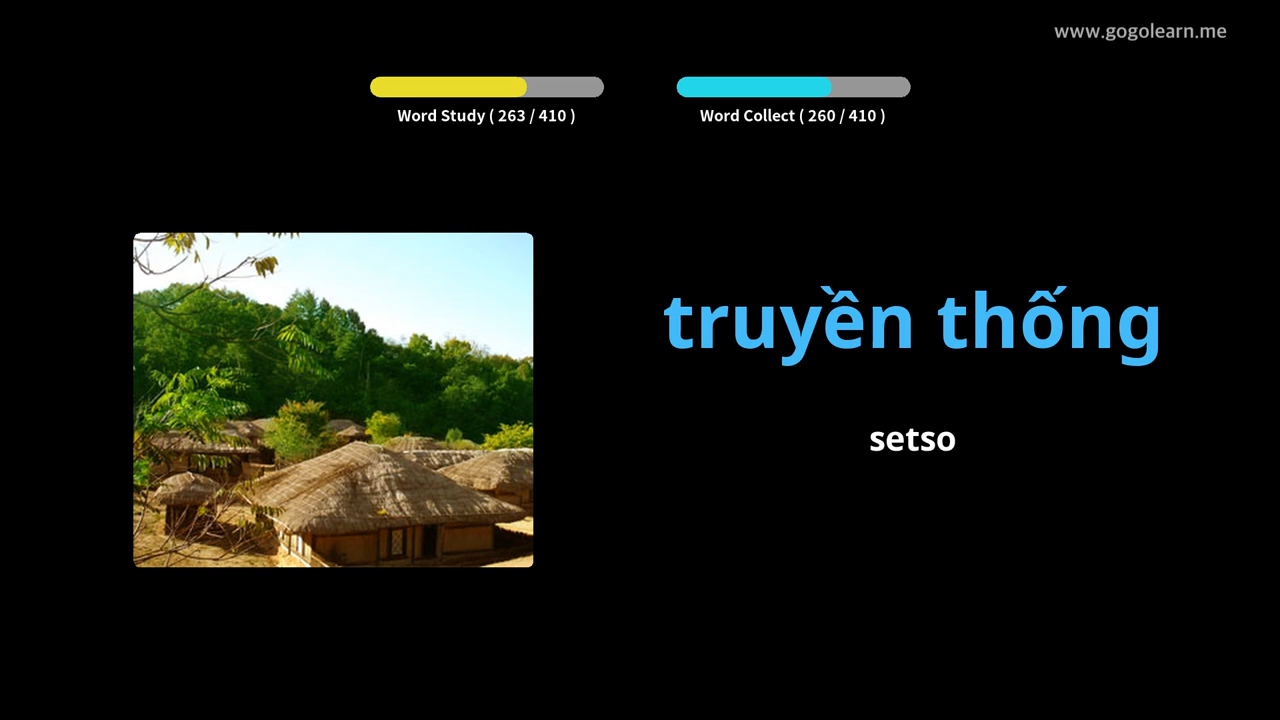 www.gogolearn.me
Word Study ( 263 / 410 )
Word Collect ( 260 / 410 )
truyền thống
setso